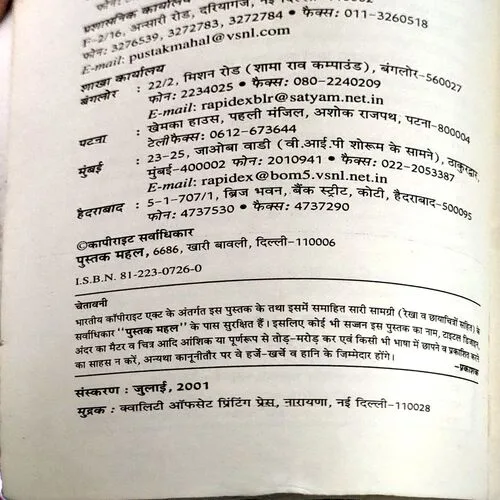 प्रशासनिक कार्यालय
F-2/16, अन्सारी रोड, दरियागंज, नई
फोन: 3276539, 3272783, 3272784 • फैक्स: 011-3260518
E-mail: pustakmahal@vsnl.com
शाखा कार्यालय
बंगलोर : 22/2, मिशन रोड (शामा राव कम्पाउंड), बंगलोर-560027
फोन: 2234025 • फैक्स: 080-2240209
E-mail: rapidexblr@satyam.net.in
पटना : खेमका हाउस, पहली मंजिल, अशोक राजपथ, पटना-800004
टेलीफैक्स: 0612-673644
मुंबई : 23-25, जाओबा वाडी (वी.आई.पी शोरूम के सामने), ठाकुरद्वार,
मुंबई-400002 फोन: 2010941 • फैक्स: 022-2053387
E-mail: rapidex@bom5.vsnl.net.in
हैदराबाद : 5-1-707/1, ब्रिज भवन, बैंक स्ट्रीट, कोटी, हैदराबाद-500095
फोन: 4737530 • फैक्स: 4737290
©कापीराइट सर्वाधिकार
पुस्तक महल, 6686, खारी बावली, दिल्ली-110006
I.S.B.N. 81-223-0726-0
चेतावनी
भारतीय कॉपीराइट एक्ट के अंतर्गत इस पुस्तक के तथा इसमें समाहित सारी सामग्री (रेखा व छायाचित्रों सहित) के
सर्वाधिकार "पुस्तक महल" के पास सुरक्षित हैं। इसलिए कोई भी सज्जन इस पुस्तक का नाम, टाइटल डिजाइन,
अंदर का मैटर व चित्र आदि आंशिक या पूर्णरूप से तोड़-मरोड़ कर एवं किसी भी भाषा में छापने व प्रकाशित करने
का साहस न करें, अन्यथा कानूनीतौर पर वे हर्जे-खर्चे व हानि के जिम्मेदार होंगे।
—प्रकाशक
संस्करण : जुलाई, 2001
मुद्रक : क्वालिटी ऑफसेट प्रिंटिंग प्रेस, नारायणा, नई दिल्ली-110028